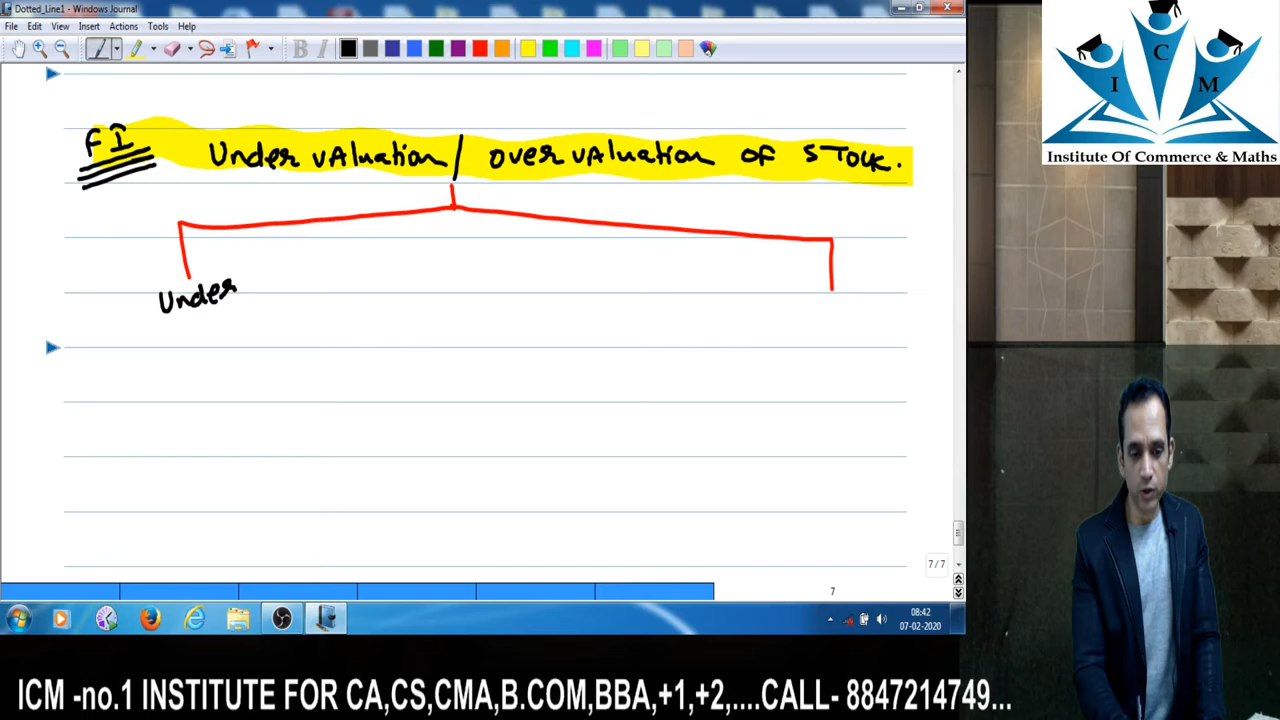 Dotted_Line1 - Windows Journal
File Edit View Insert Actions Tools Help
B I
F I Under vAluation / over vAluation of STOCK.
Under
7/7
7
08:42
07-02-2020
I C M
Institute Of Commerce & Maths
ICM -no.1 INSTITUTE FOR CA,CS,CMA,B.COM,BBA,+1,+2,....CALL- 8847214749...